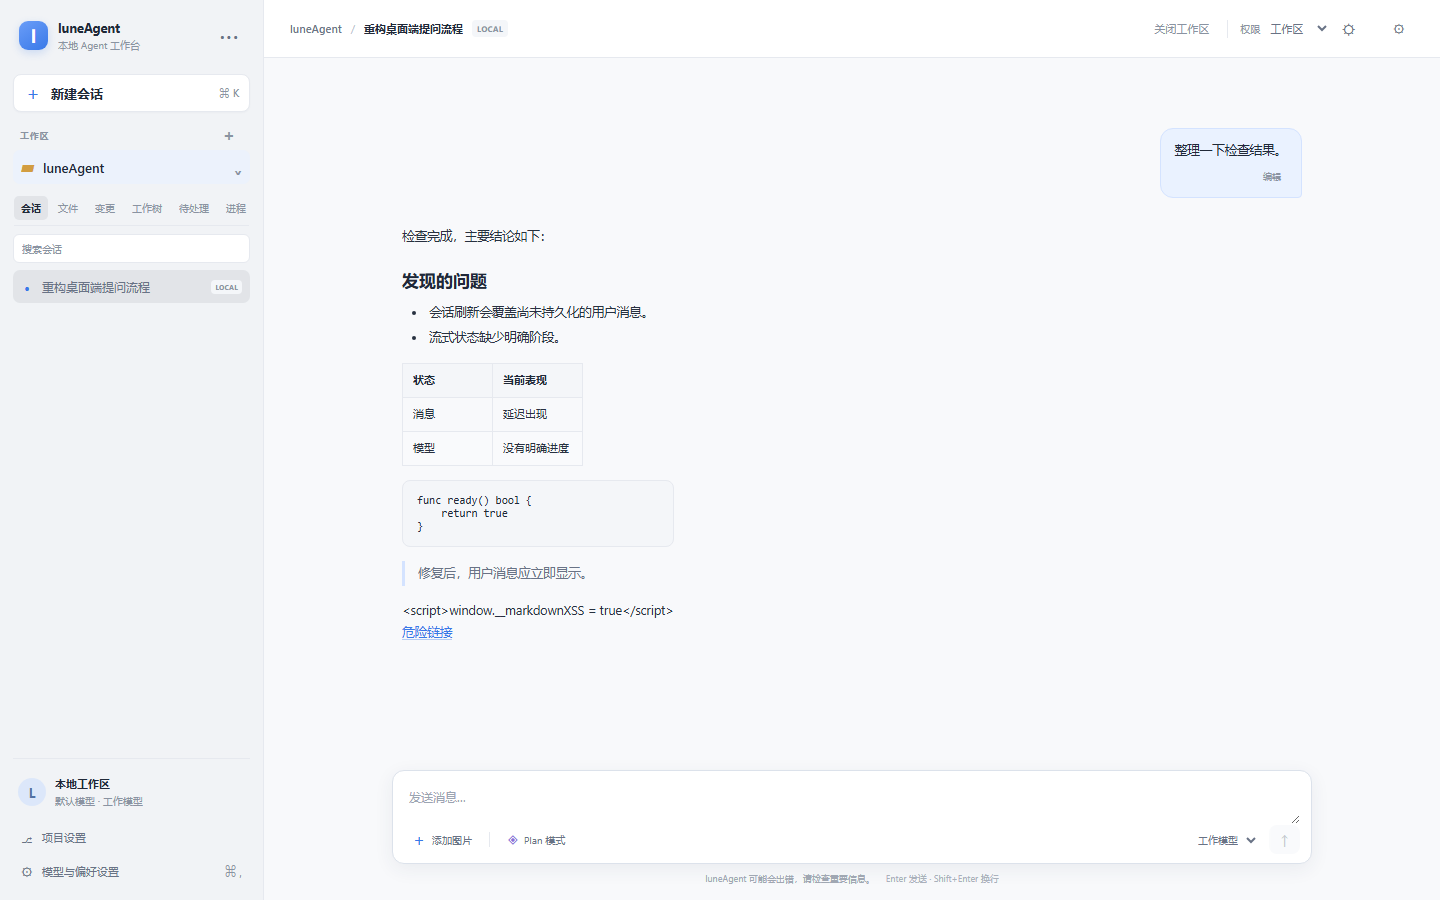 l
luneAgent
本地 Agent 工作台
+ 新建会话 ⌘ K
工作区 +
luneAgent
会话 文件 变更 工作树 待处理 进程
搜索会话
重构桌面端提问流程 LOCAL
L
本地工作区
默认模型 · 工作模型
项目设置
模型与偏好设置 ⌘ ,
luneAgent / 重构桌面端提问流程 LOCAL
关闭工作区 权限 工作区
整理一下检查结果。
编辑
检查完成，主要结论如下：
发现的问题
• 会话刷新会覆盖尚未持久化的用户消息。
• 流式状态缺少明确阶段。
状态 当前表现
消息 延迟出现
模型 没有明确进度
func ready() bool {
    return true
}
修复后，用户消息应立即显示。
<script>window.__markdownXSS = true</script>
危险链接
发送消息...
+ 添加图片 Plan 模式 工作模型 ↑
luneAgent 可能会出错，请检查重要信息。 Enter 发送 · Shift+Enter 换行